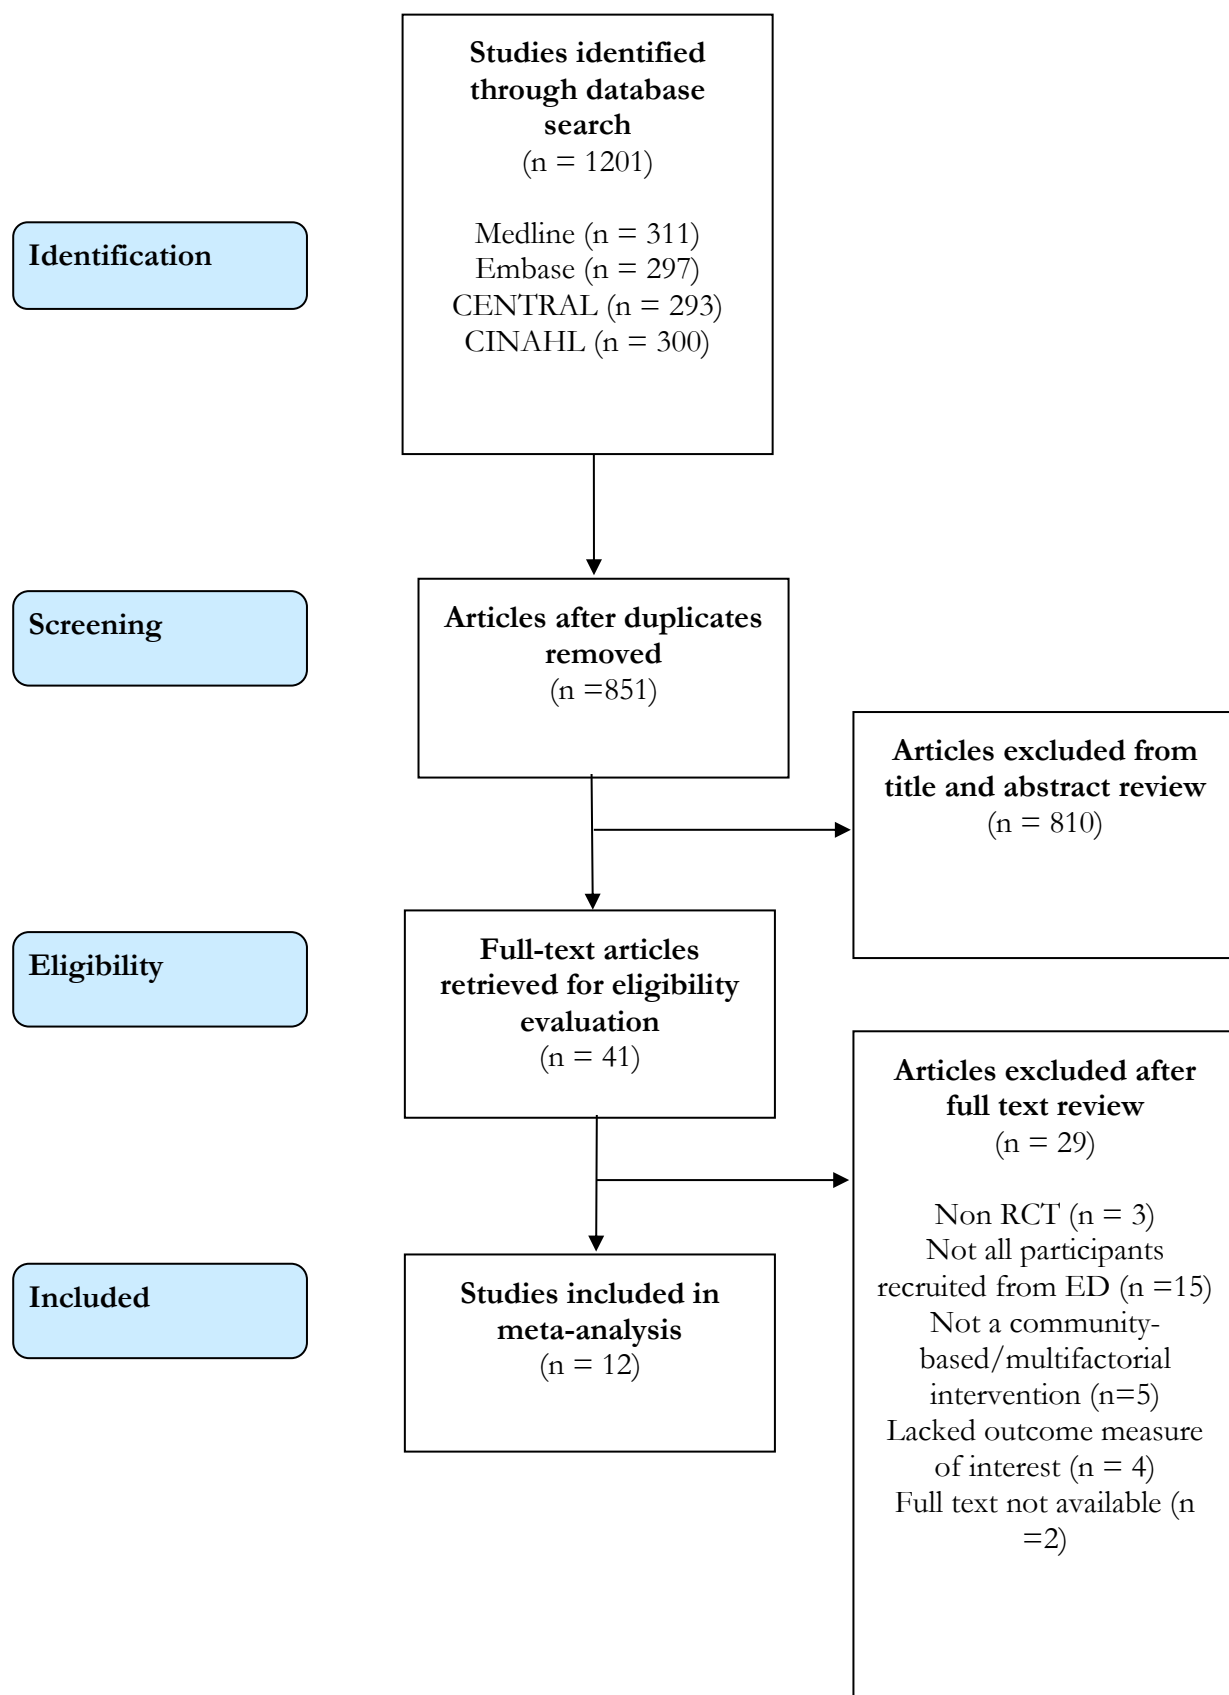 Studies identified
through database
search
(n = 1201)
Medline (n = 311)
Embase (n = 297)
CENTRAL (n = 293)
CINAHL (n = 300)
Identification
Screening
Articles after duplicates
removed
(n =851)
Articles excluded from
title and abstract review
(n = 810)
Eligibility
Full-text articles
retrieved for eligibility
evaluation
(n = 41)
Articles excluded after
full text review
(n = 29)
Non RCT (n = 3)
Not all participants
recruited from ED (n =15)
Not a community-
based/multifactorial
intervention (n=5)
Lacked outcome measure
of interest (n = 4)
Full text not available (n
=2)
Included
Studies included in
meta-analysis
(n = 12)